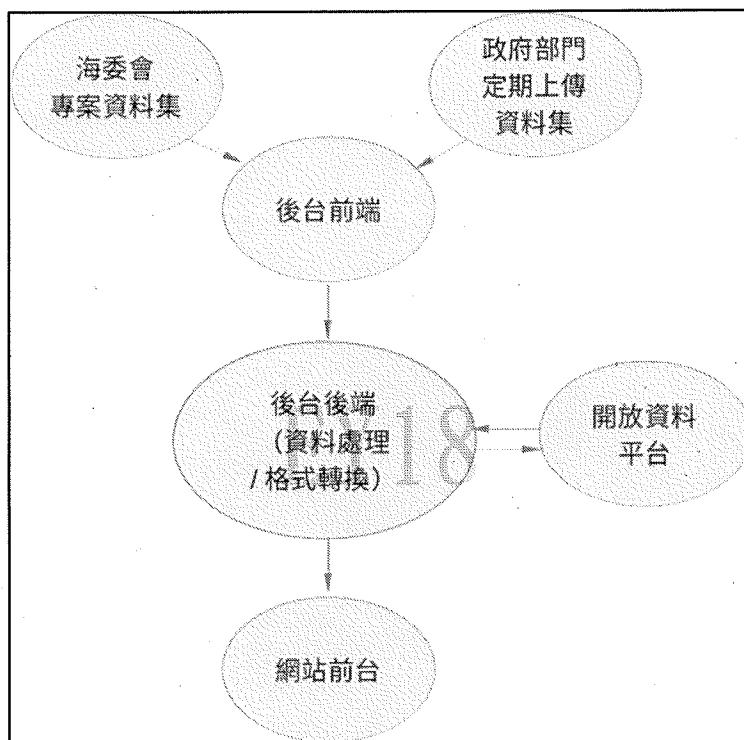 海委會
專案資料集
政府部門
定期上傳
資料集
後台前端
後台後端
（資料處理
/ 格式轉換）
開放資料
平台
網站前台